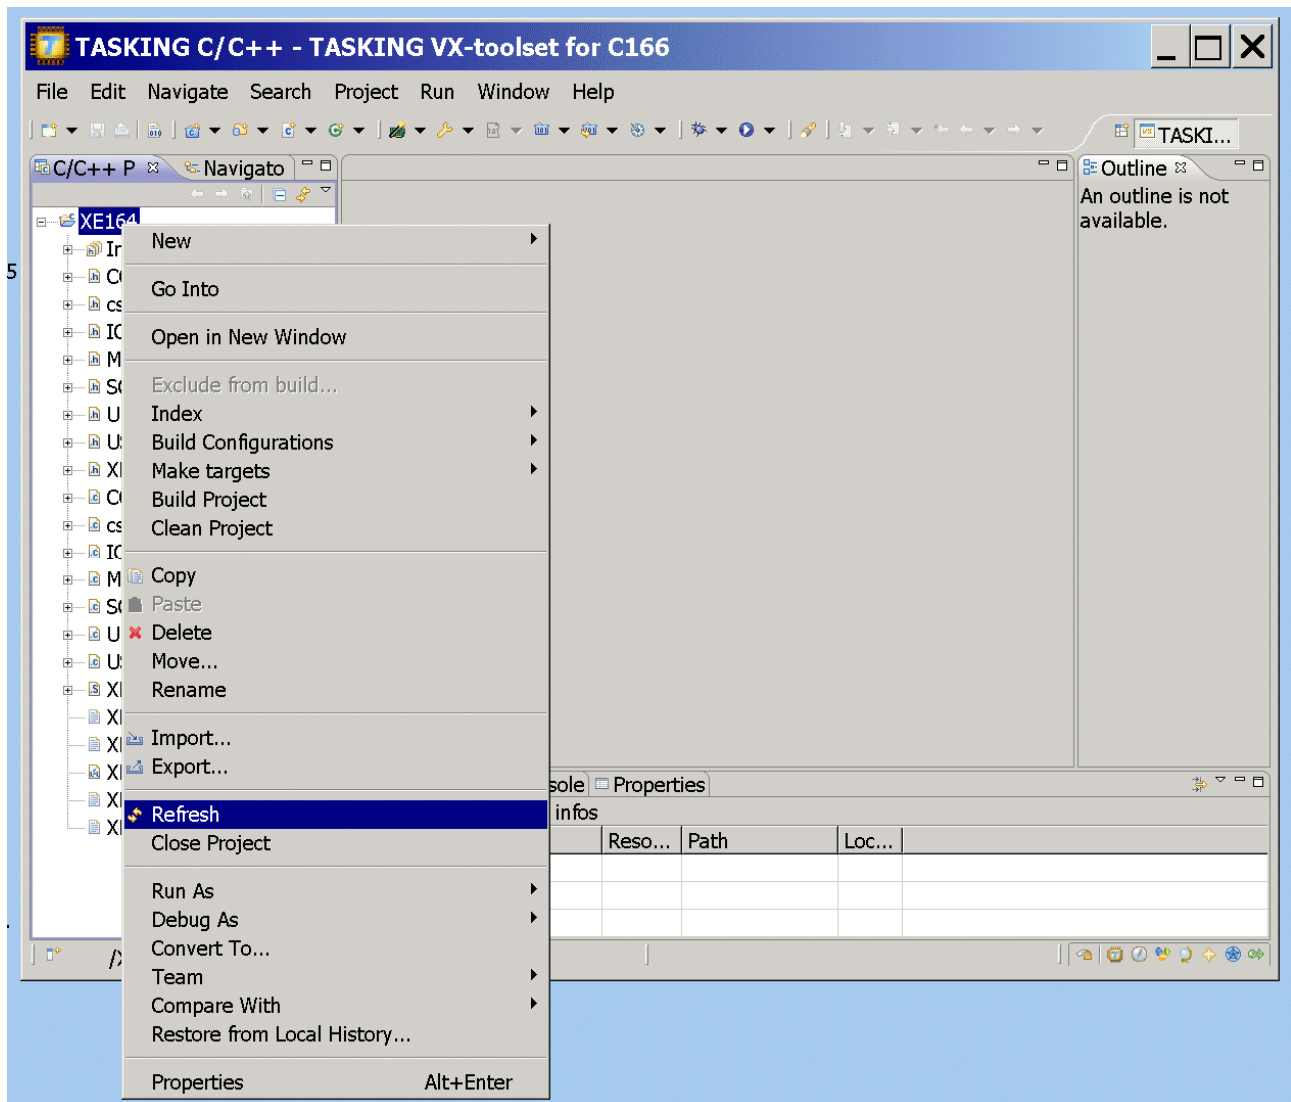 TASKING C/C++ - TASKING VX-toolset for C166
File Edit Navigate Search Project Run Window Help
TASKI...
C/C++ P Navigato
Outline
An outline is not
available.
XE164
5
New
Go Into
Open in New Window
Exclude from build...
Index
Build Configurations
Make targets
Build Project
Clean Project
Copy
Paste
Delete
Move...
Rename
Import...
Export...
Refresh
Close Project
Run As
Debug As
Convert To...
Team
Compare With
Restore from Local History...
Properties Alt+Enter
sole Properties
infos
Reso... Path Loc...